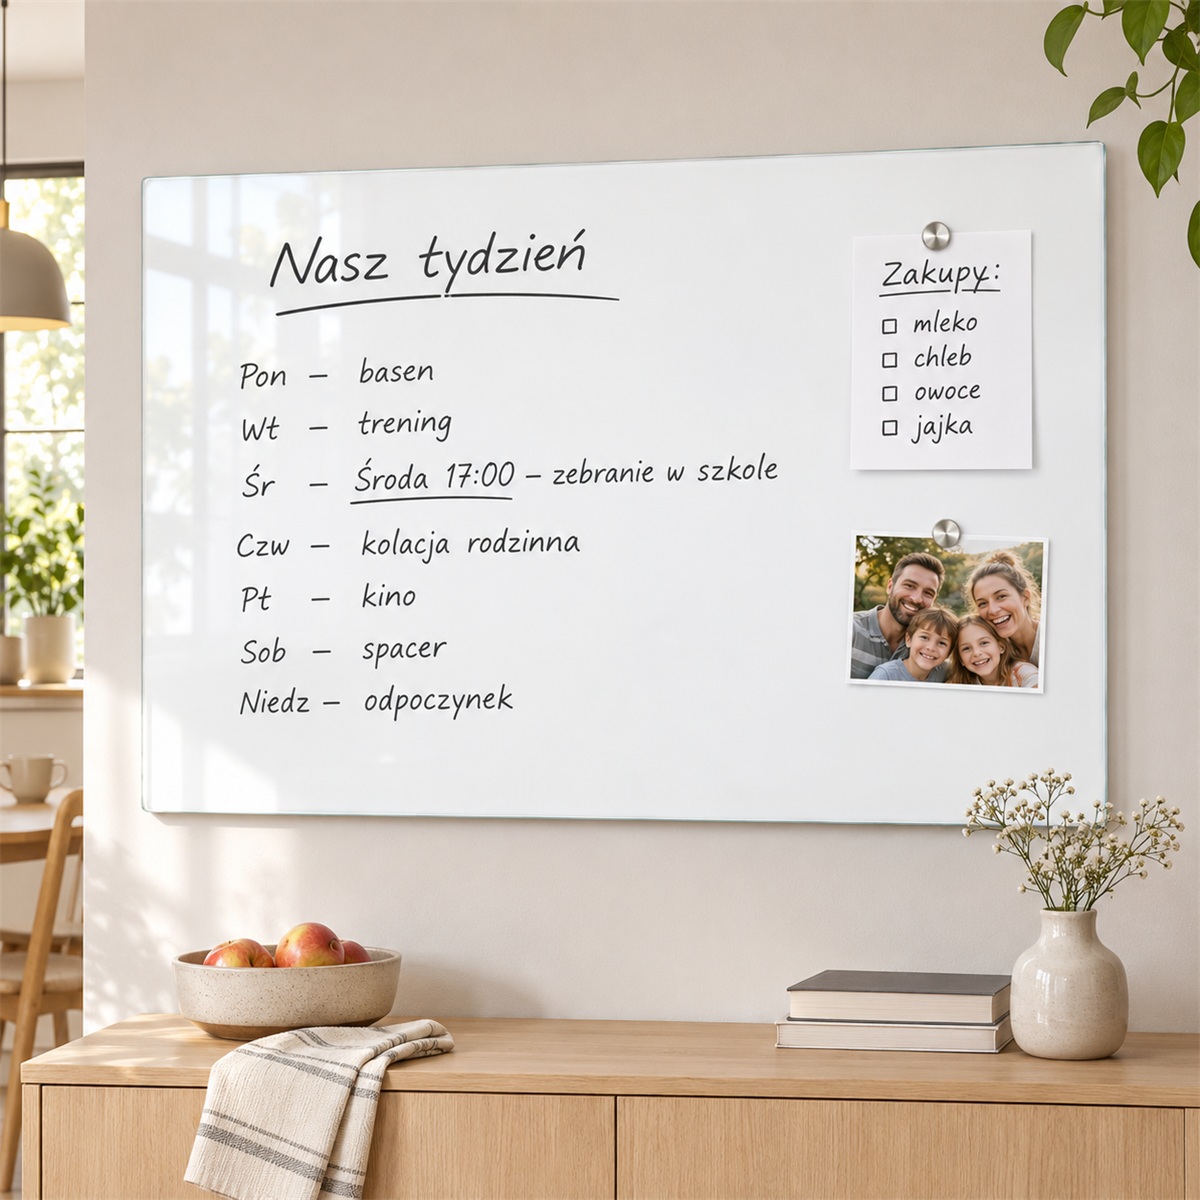 Nasz tydzień
Pon – basen
Wt – trening
Śr – Środa 17:00 – zebranie w szkole
Czw – kolacja rodzinna
Pt – kino
Sob – spacer
Niedz – odpoczynek
Zakupy:
☐ mleko
☐ chleb
☐ owoce
☐ jajka